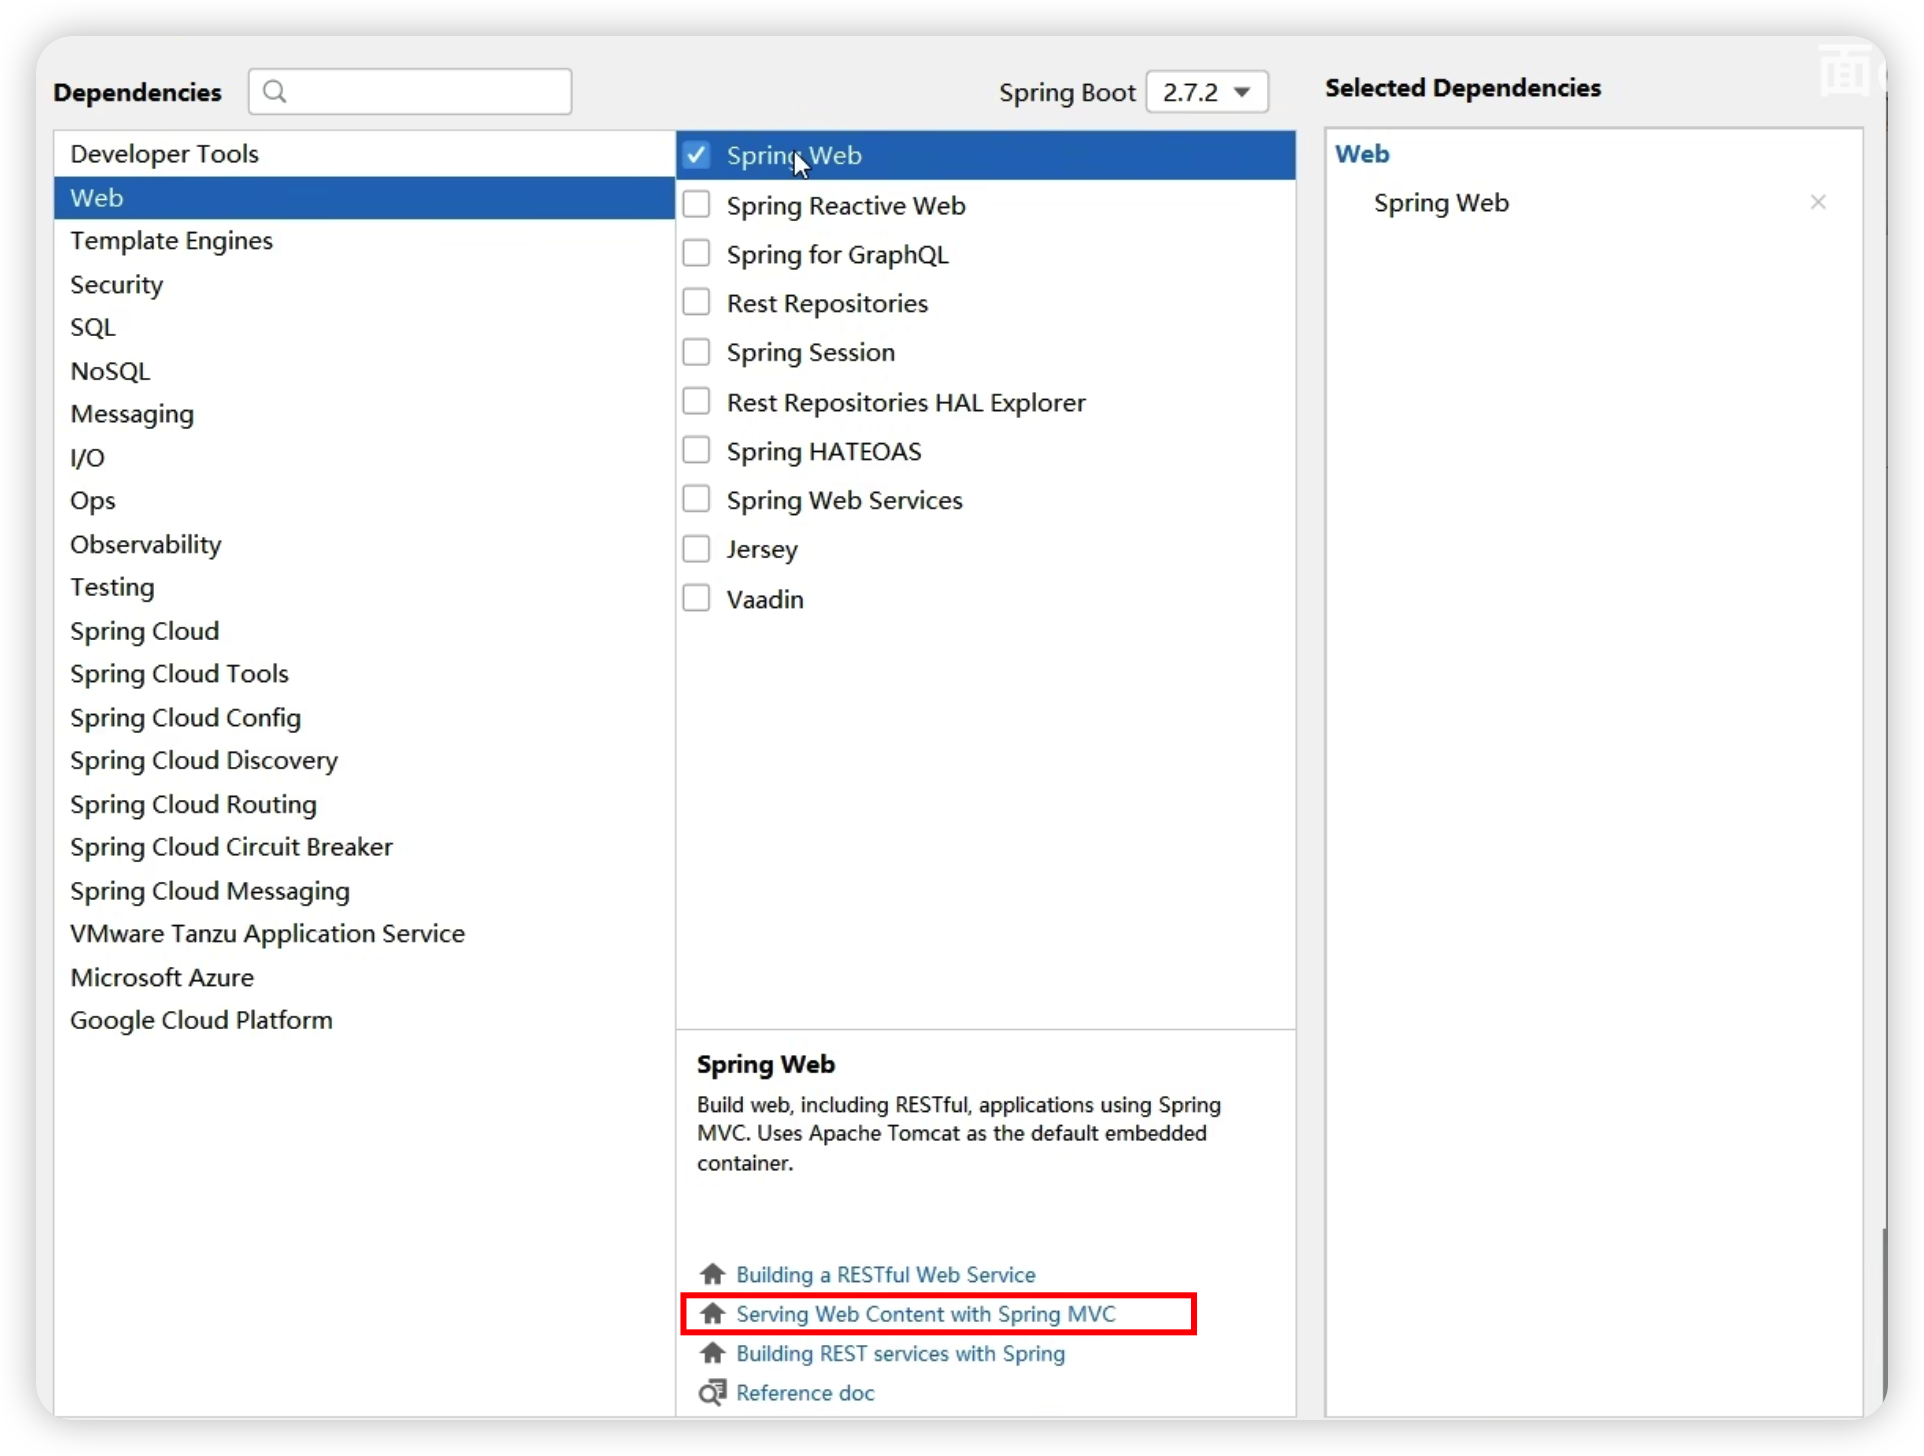 Dependencies
Spring Boot 2.7.2
Selected Dependencies
面
Developer Tools
Web
Template Engines
Security
SQL
NoSQL
Messaging
I/O
Ops
Observability
Testing
Spring Cloud
Spring Cloud Tools
Spring Cloud Config
Spring Cloud Discovery
Spring Cloud Routing
Spring Cloud Circuit Breaker
Spring Cloud Messaging
VMware Tanzu Application Service
Microsoft Azure
Google Cloud Platform
Spring Web
Spring Reactive Web
Spring for GraphQL
Rest Repositories
Spring Session
Rest Repositories HAL Explorer
Spring HATEOAS
Spring Web Services
Jersey
Vaadin
Spring Web
Build web, including RESTful, applications using Spring
MVC. Uses Apache Tomcat as the default embedded
container.
Building a RESTful Web Service
Serving Web Content with Spring MVC
Building REST services with Spring
Reference doc
Web
Spring Web